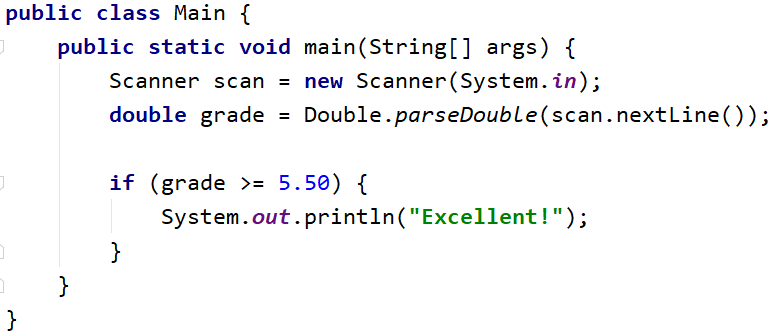 public class Main {
    public static void main(String[] args) {
        Scanner scan = new Scanner(System.in);
        double grade = Double.parseDouble(scan.nextLine());

        if (grade >= 5.50) {
            System.out.println("Excellent!");
        }
    }
}